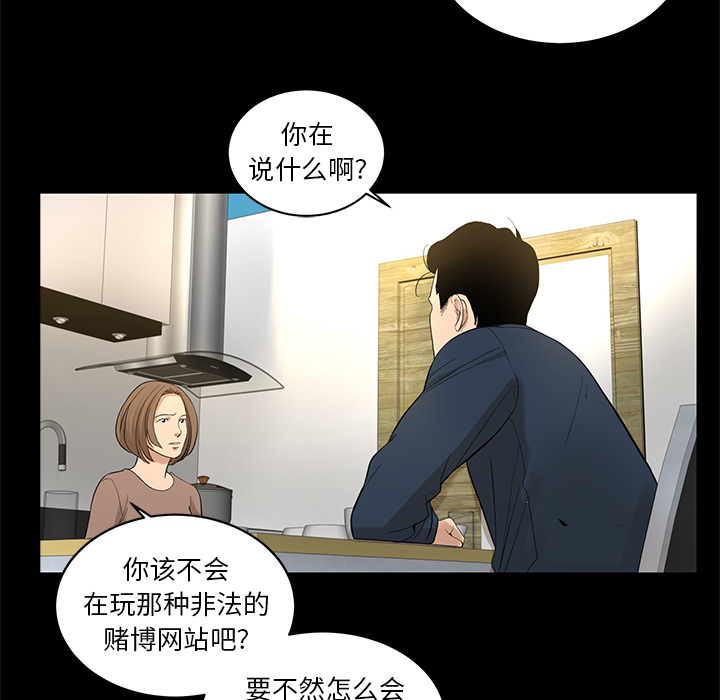 你在
说什么啊?
你该不会
在玩那种非法的
赌博网站吧?
要不然怎么会